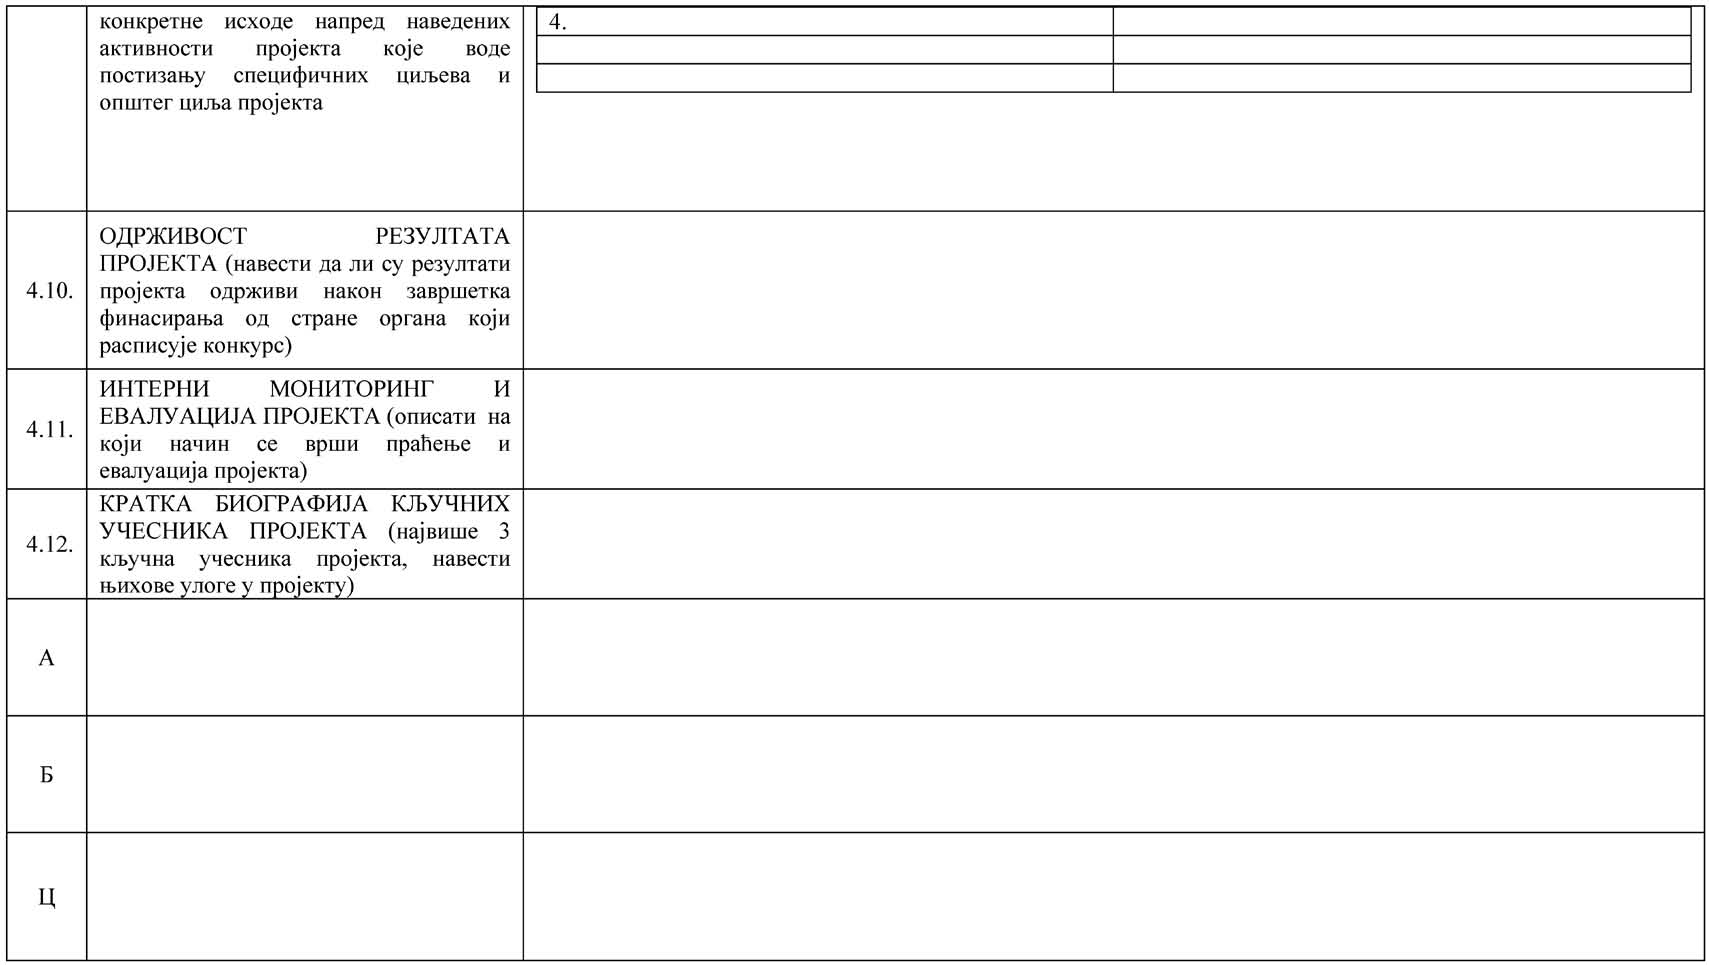 конкретне исходе напред наведених
активности пројекта које воде
постизању специфичних циљева и
општег циља пројекта
4.
ОДРЖИВОСТ РЕЗУЛТАТА
ПРОЈЕКТА (навести да ли су резултати
4.10. пројекта одрживи након завршетка
финасирања од стране органа који
расписује конкурс)
ИНТЕРНИ МОНИТОРИНГ И
ЕВАЛУАЦИЈА ПРОЈЕКТА (описати на
4.11. који начин се врши праћење и
евалуација пројекта)
КРАТКА БИОГРАФИЈА КЉУЧНИХ
УЧЕСНИКА ПРОЈЕКТА (највише 3
4.12. кључна учесника пројекта, навести
њихове улоге у пројекту)
А
Б
Ц